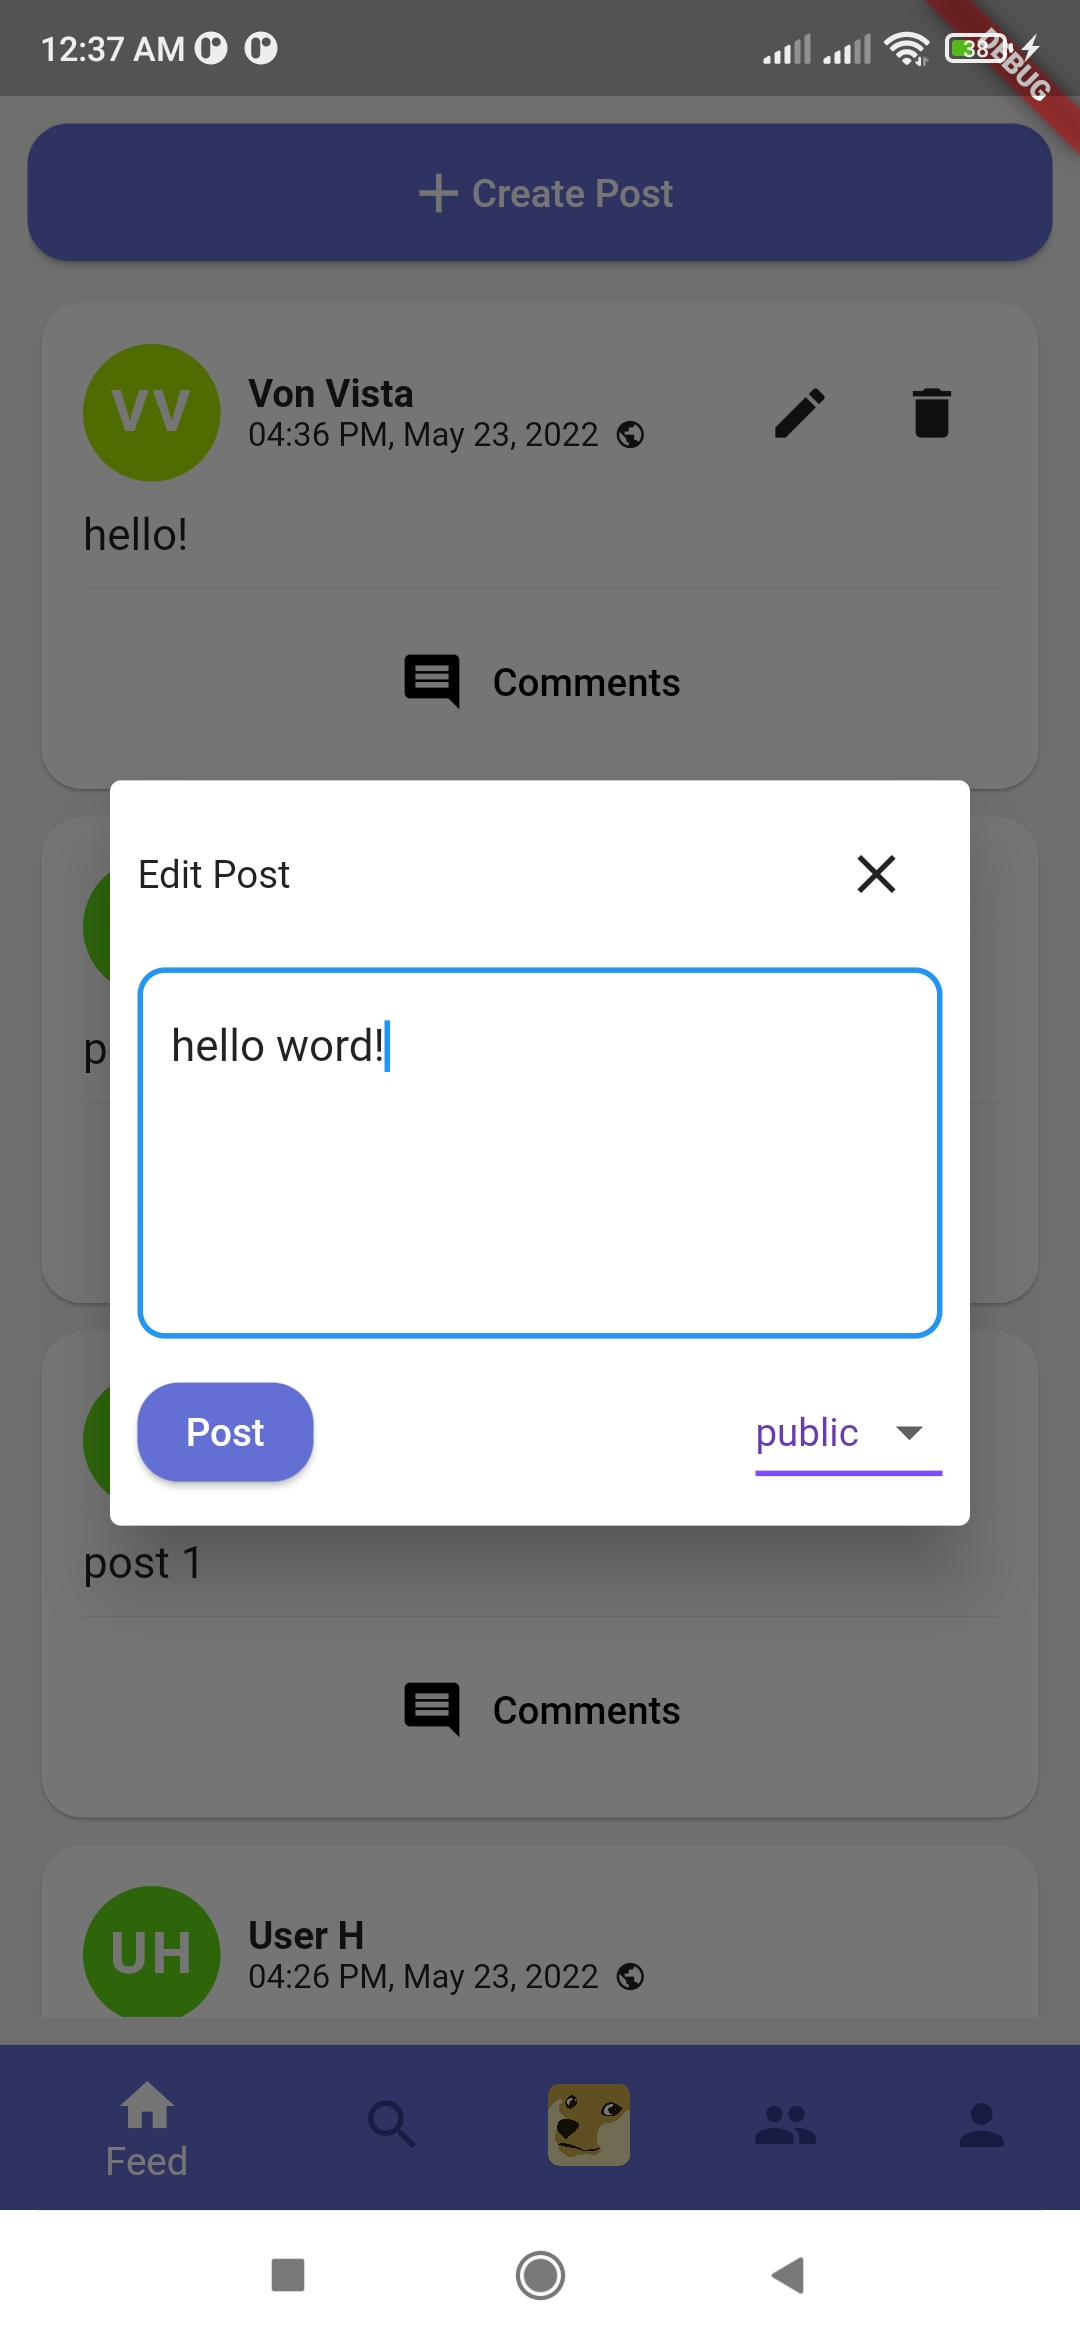 12:37 AM
38
DEBUG
Create Post
VV
Von Vista
04:36 PM, May 23, 2022
hello!
Comments
Edit Post
p
hello word!
Post
public
post 1
Comments
UH
User H
04:26 PM, May 23, 2022
Feed